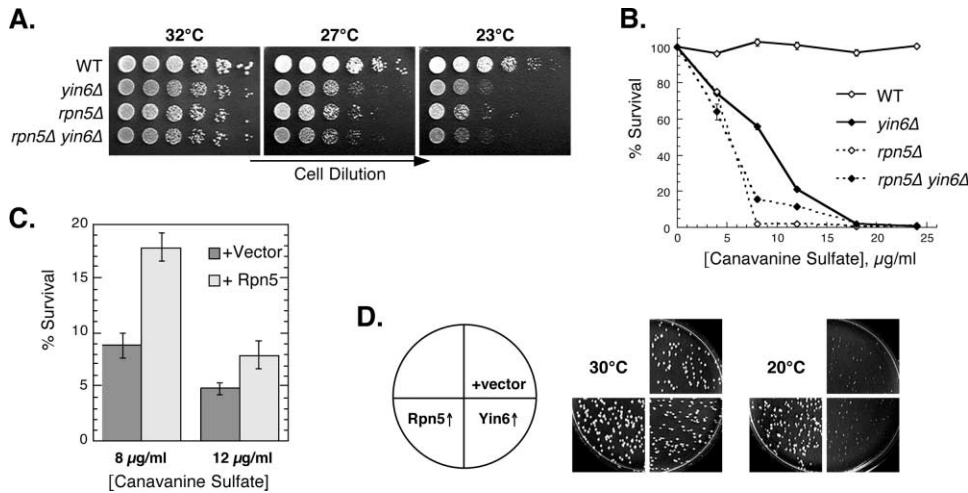 A.
32°C 27°C 23°C
WT
yin6Δ
rpn5Δ
rpn5Δ yin6Δ
Cell Dilution
B.
100
80
60
40
20
0
% Survival
0 5 10 15 20 25
[Canavanine Sulfate], µg/ml
WT
yin6Δ
rpn5Δ
rpn5Δ yin6Δ
C.
20
15
10
5
0
% Survival
+Vector
+ Rpn5
8 µg/ml 12 µg/ml
[Canavanine Sulfate]
D.
+vector
Rpn5↑ Yin6↑
30°C 20°C